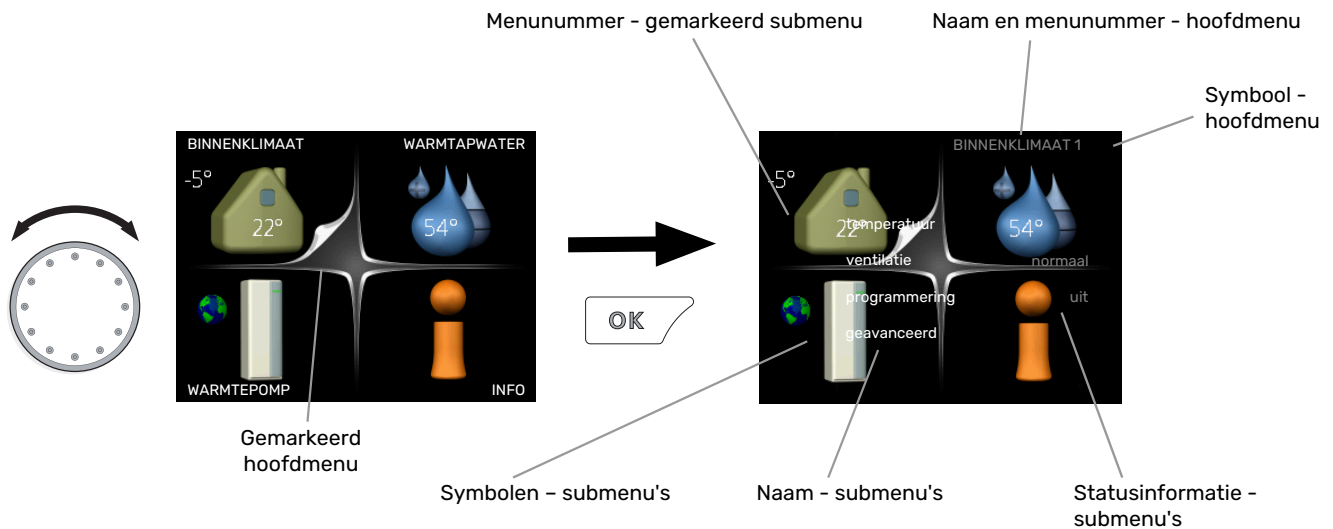 Menunummer - gemarkeerd submenu
Naam en menunummer - hoofdmenu
Symbool -
hoofdmenu
BINNENKLIMAAT
WARMTAPWATER
-5°
22°
54°
WARMTEPOMP
INFO
OK
BINNENKLIMAAT 1
-5°
22°
temperatuur
54°
ventilatie
normaal
programmering
uit
geavanceerd
Gemarkeerd
hoofdmenu
Symbolen – submenu's
Naam - submenu's
Statusinformatie -
submenu's